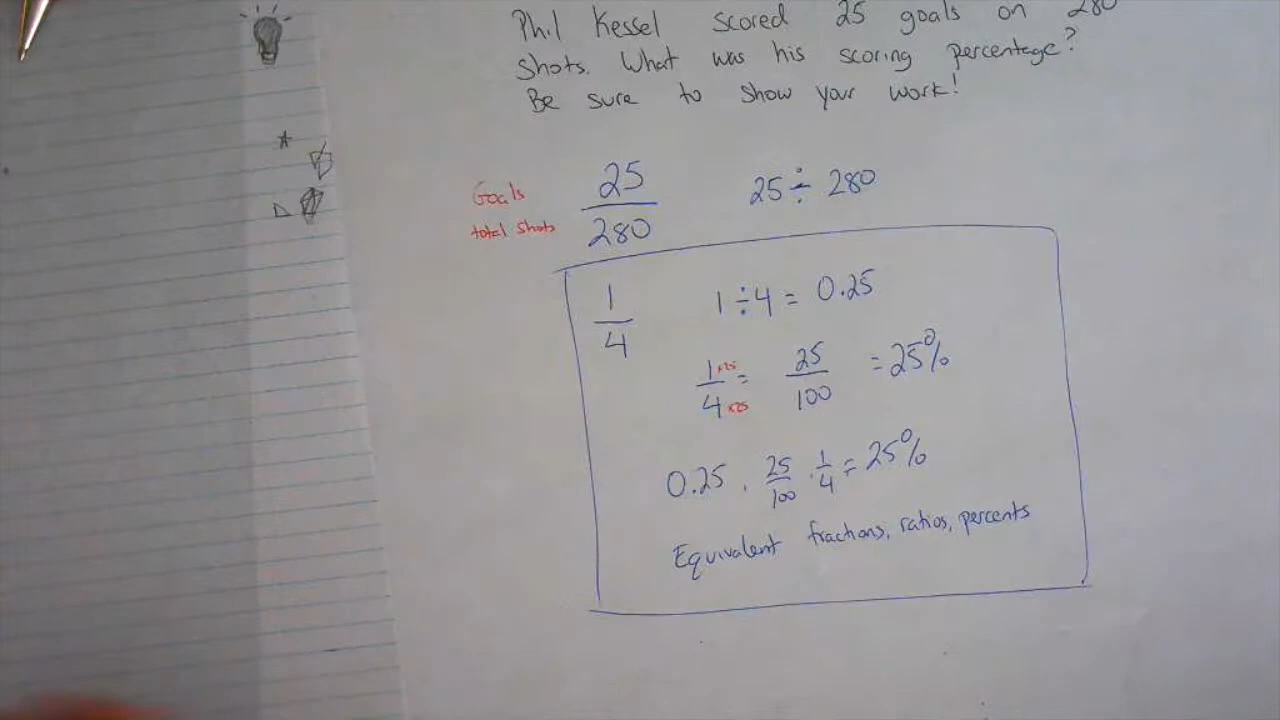 Phil Kessel scored 25 goals on 280
shots. What was his scoring percentage?
Be sure to show your work!
Goals 25 25 ÷ 280
total shots 280
1/4 1 ÷ 4 = 0.25
1 ×25 / 4 ×25 = 25/100 = 25%
0.25 . 25/100 . 1/4 = 25%
Equivalent fractions, ratios, percents